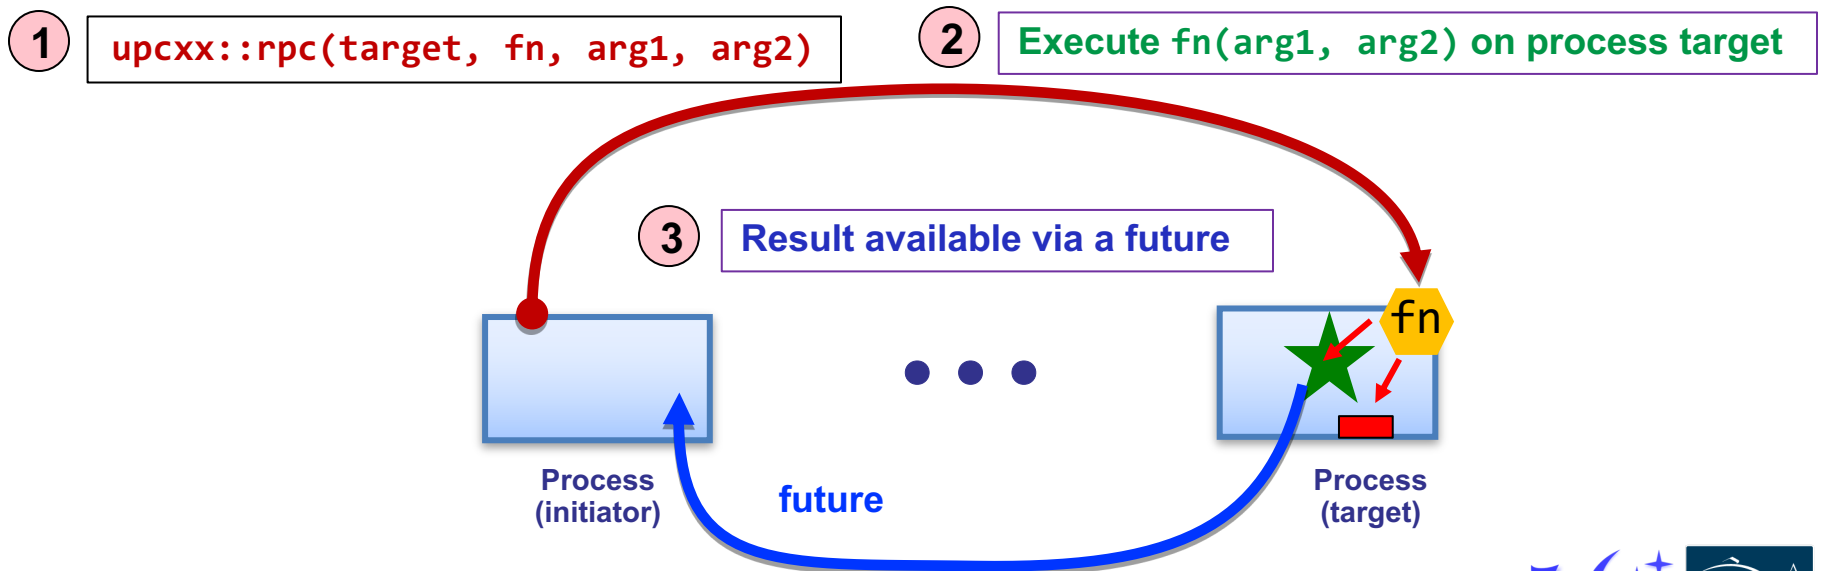 1
upcxx::rpc(target, fn, arg1, arg2)
2
Execute fn(arg1, arg2) on process target
3
Result available via a future
fn
Process
(initiator)
future
Process
(target)